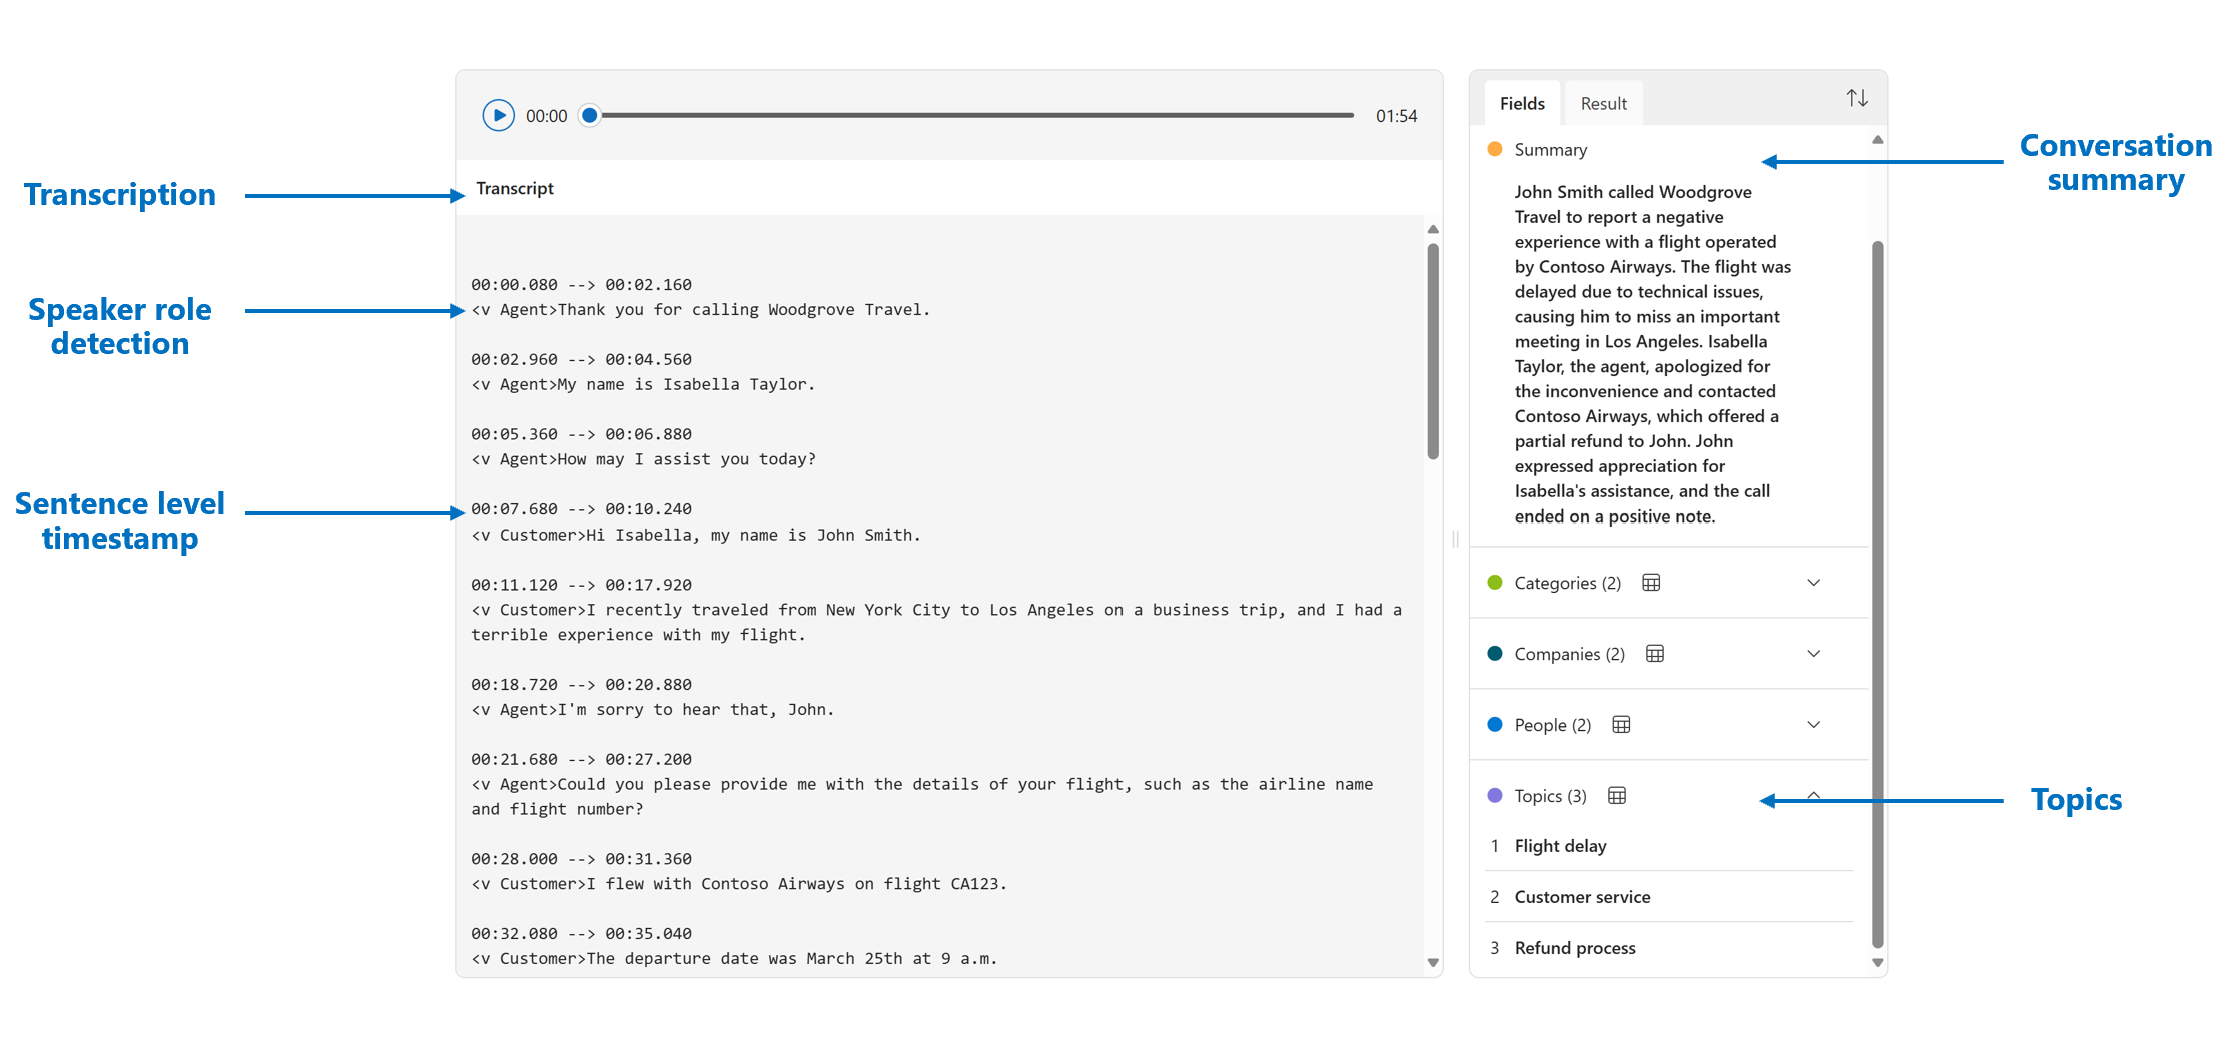 Transcription
Speaker role
detection
Sentence level
timestamp
00:00
01:54
Transcript
00:00.080 --> 00:02.160
<v Agent>Thank you for calling Woodgrove Travel.
00:02.960 --> 00:04.560
<v Agent>My name is Isabella Taylor.
00:05.360 --> 00:06.880
<v Agent>How may I assist you today?
00:07.680 --> 00:10.240
<v Customer>Hi Isabella, my name is John Smith.
00:11.120 --> 00:17.920
<v Customer>I recently traveled from New York City to Los Angeles on a business trip, and I had a
terrible experience with my flight.
00:18.720 --> 00:20.880
<v Agent>I'm sorry to hear that, John.
00:21.680 --> 00:27.200
<v Agent>Could you please provide me with the details of your flight, such as the airline name
and flight number?
00:28.000 --> 00:31.360
<v Customer>I flew with Contoso Airways on flight CA123.
00:32.080 --> 00:35.040
<v Customer>The departure date was March 25th at 9 a.m.
Fields
Result
Summary
John Smith called Woodgrove
Travel to report a negative
experience with a flight operated
by Contoso Airways. The flight was
delayed due to technical issues,
causing him to miss an important
meeting in Los Angeles. Isabella
Taylor, the agent, apologized for
the inconvenience and contacted
Contoso Airways, which offered a
partial refund to John. John
expressed appreciation for
Isabella's assistance, and the call
ended on a positive note.
Categories (2)
Companies (2)
People (2)
Topics (3)
1 Flight delay
2 Customer service
3 Refund process
Conversation
summary
Topics